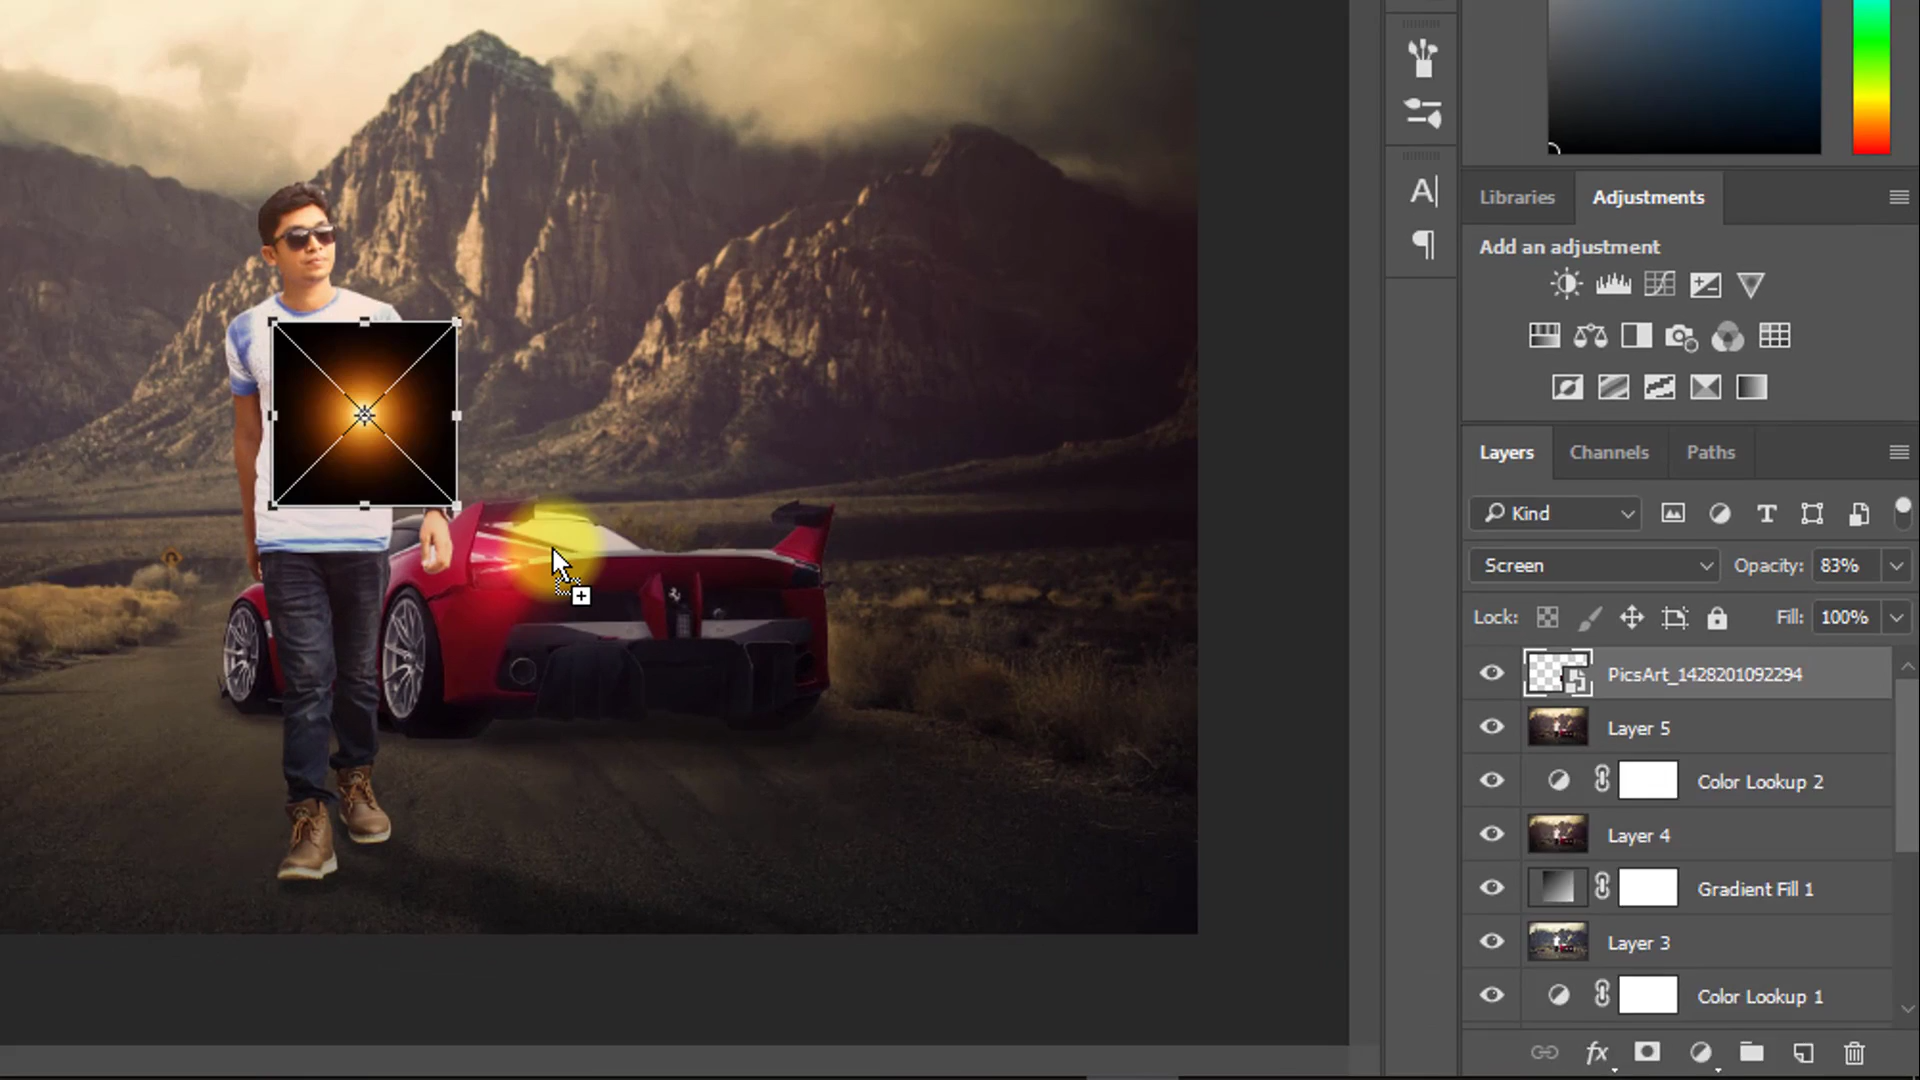 Libraries
Adjustments
Add an adjustment
Layers
Channels
Paths
Kind
Screen
Opacity: 83%
Lock:
Fill: 100%
PicsArt_1428201092294
Layer 5
Color Lookup 2
Layer 4
Gradient Fill 1
Layer 3
Color Lookup 1
fx